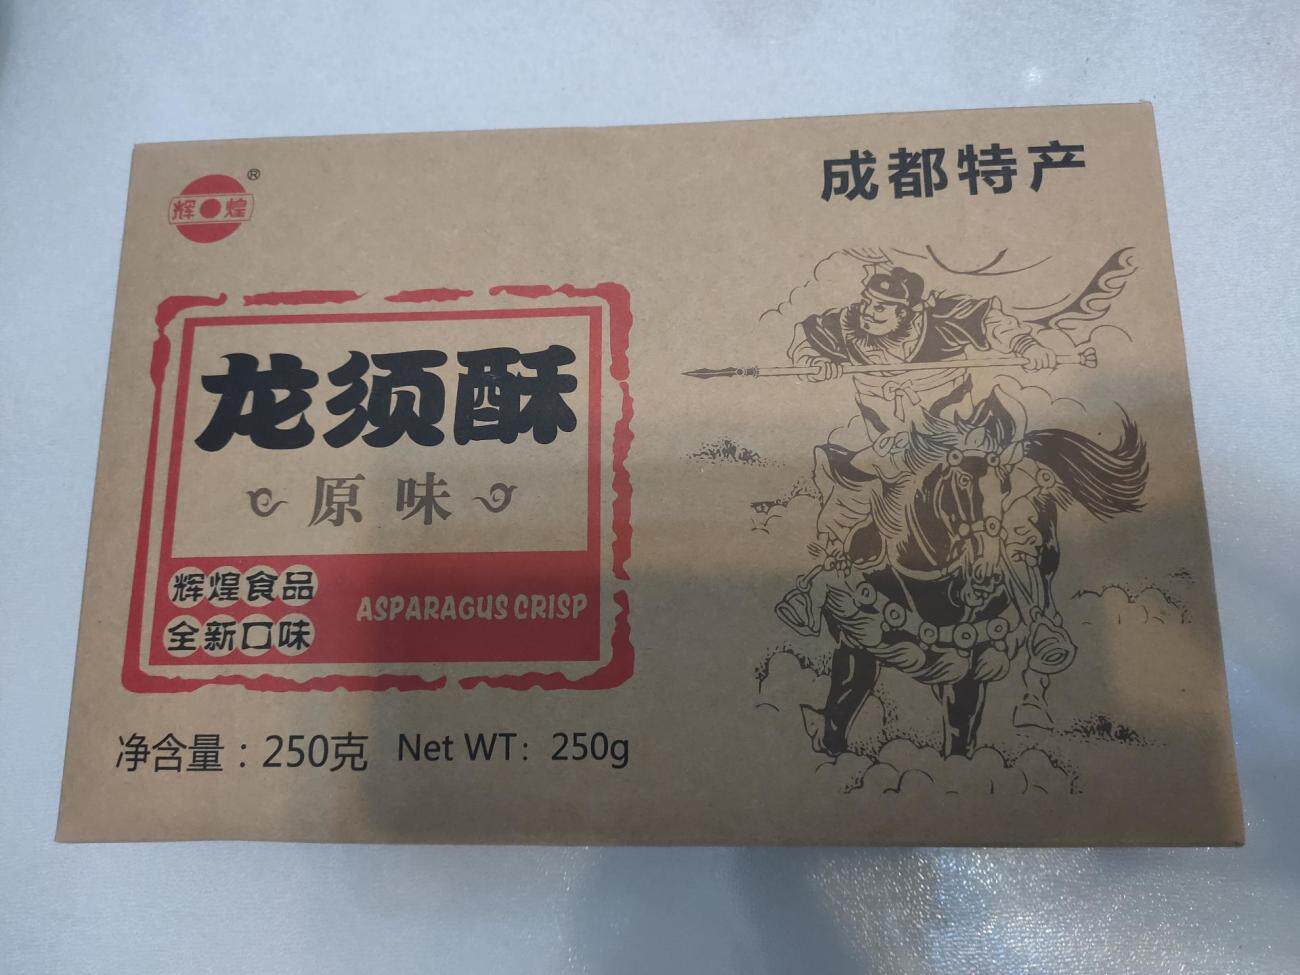 辉煌®
成都特产
龙须酥
原味
辉煌食品
全新口味
ASPARAGUS CRISP
净含量：250克 Net WT: 250g